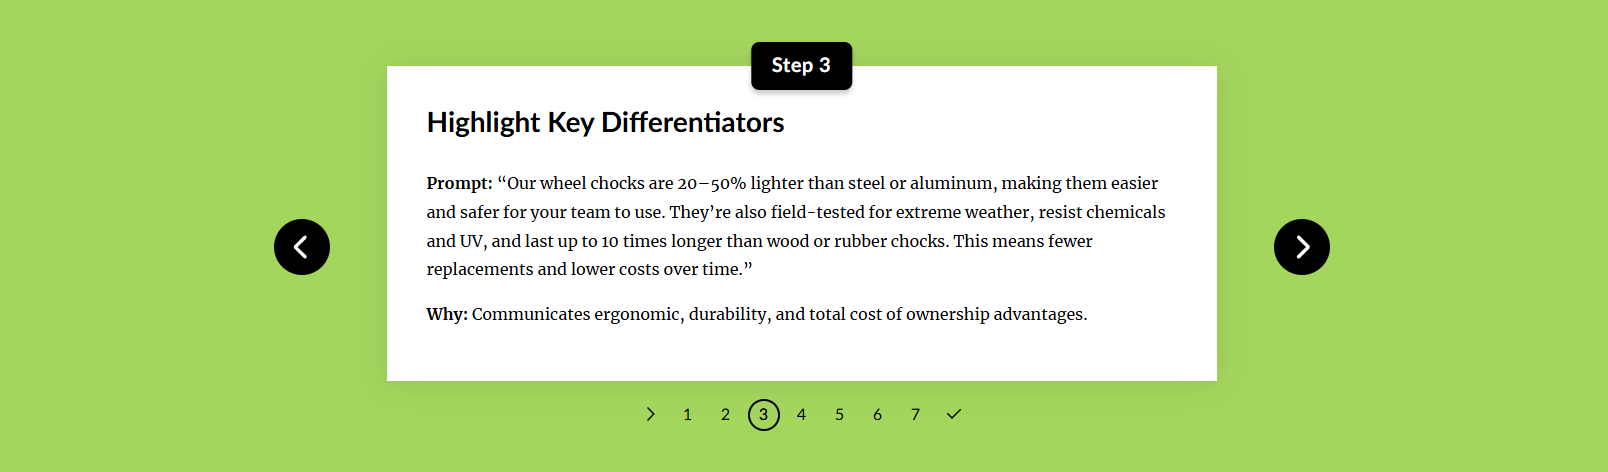 Step 3
Highlight Key Differentiators
Prompt: “Our wheel chocks are 20–50% lighter than steel or aluminum, making them easier
and safer for your team to use. They’re also field-tested for extreme weather, resist chemicals
and UV, and last up to 10 times longer than wood or rubber chocks. This means fewer
replacements and lower costs over time.”
Why: Communicates ergonomic, durability, and total cost of ownership advantages.
1 2 3 4 5 6 7